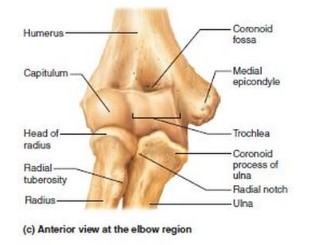 Humerus
Capitulum
Head of
radius
Radial
tuberosity
Radius
Coronoid
fossa
Medial
epicondyle
Trochlea
Coronoid
process of
ulna
Radial notch
Ulna
(c) Anterior view at the elbow region